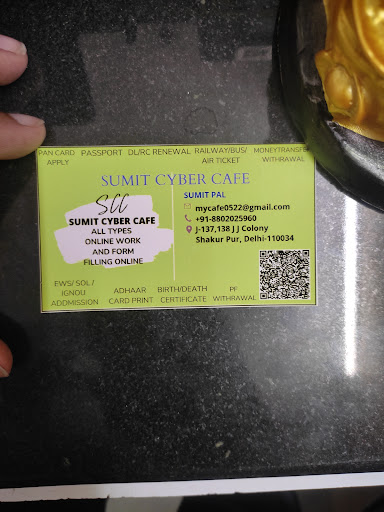 PAN CARD APPLY
PASSPORT
DL/RC RENEWAL
RAILWAY/BUS/
AIR TICKET
MONEYTRANSFER
WITHRAWAL
SUMIT CYBER CAFE
SCC
SUMIT CYBER CAFE
ALL TYPES
ONLINE WORK
AND FORM
FILLING ONLINE
SUMIT PAL
mycafe0522@gmail.com
+91-8802025960
J-137,138 J J Colony
Shakur Pur, Delhi-110034
EWS/ SOL /
IGNOU
ADDMISSION
ADHAAR
CARD PRINT
BIRTH/DEATH
CERTIFICATE
PF
WITHDRAWAL